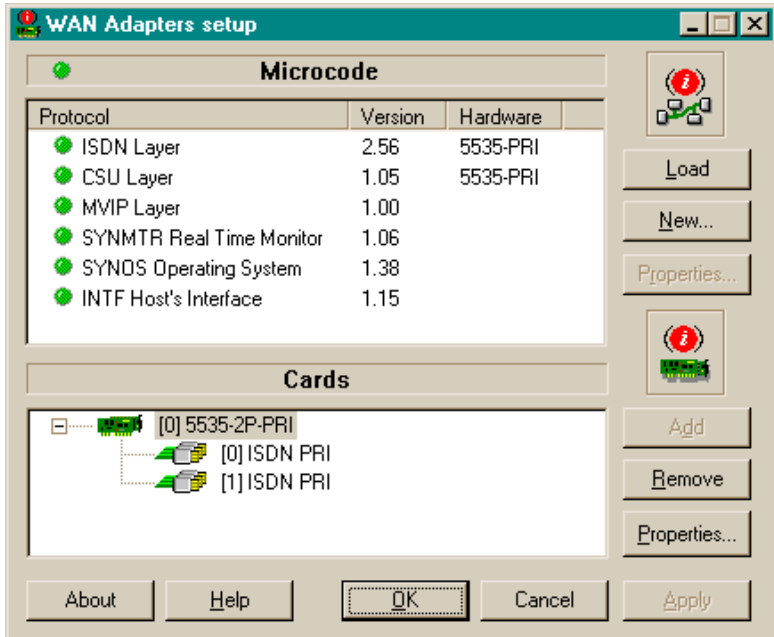 WAN Adapters setup
Microcode
Protocol Version Hardware
ISDN Layer 2.56 5535-PRI
CSU Layer 1.05 5535-PRI
MVIP Layer 1.00
SYNMTR Real Time Monitor 1.06
SYNOS Operating System 1.38
INTF Host's Interface 1.15
Load
New...
Properties...
Cards
[0] 5535-2P-PRI
[0] ISDN PRI
[1] ISDN PRI
Add
Remove
Properties...
About Help OK Cancel Apply